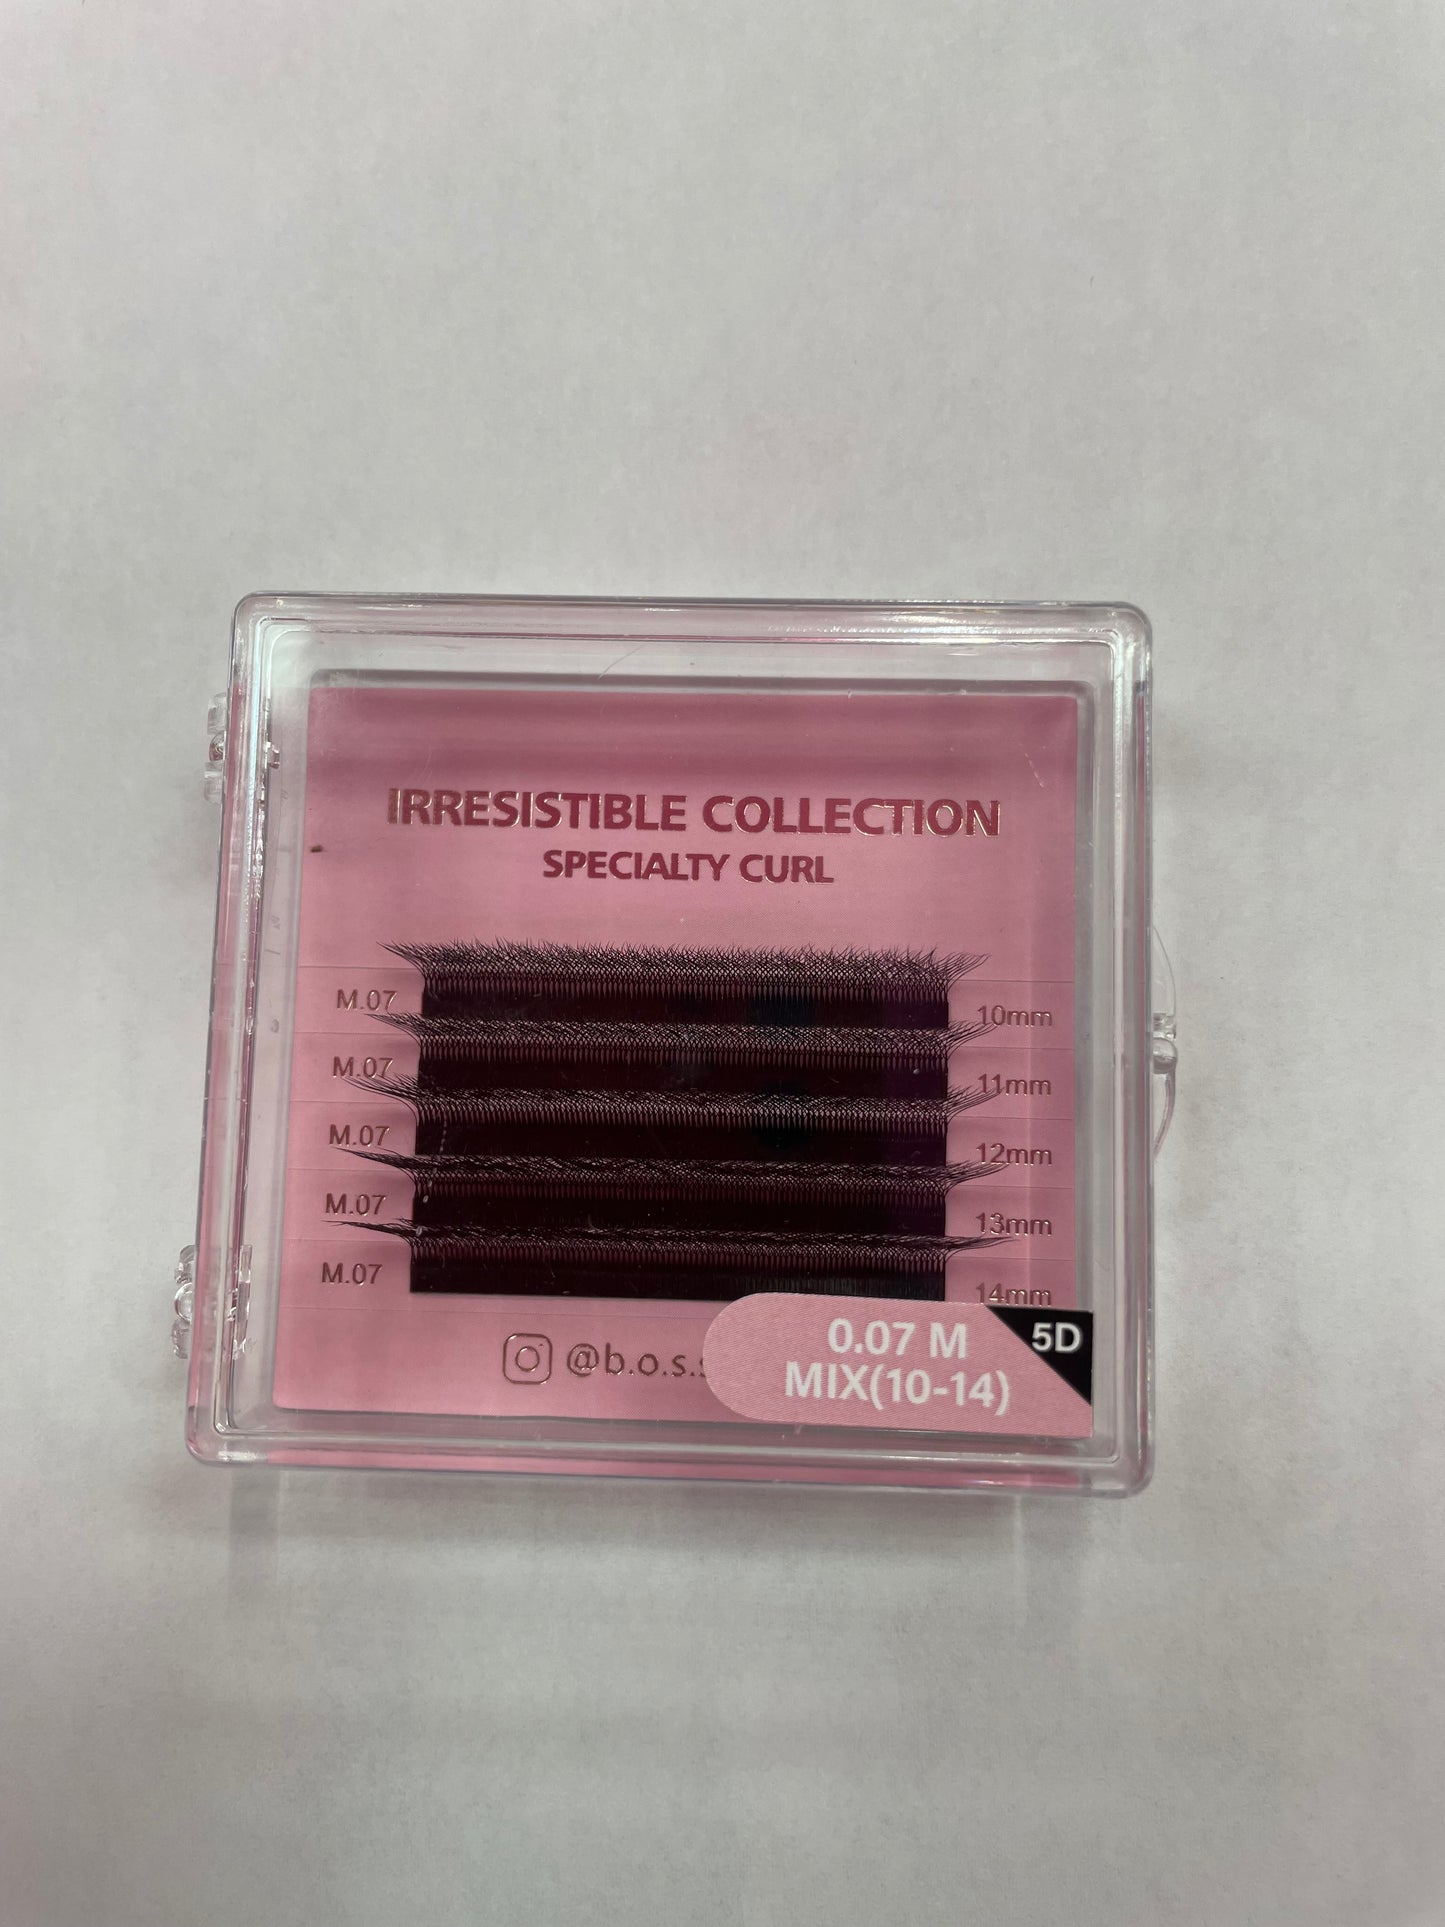 IRRESISTIBLE COLLECTION
SPECIALTY CURL
M.07 10mm
M.07 11mm
M.07 12mm
M.07 13mm
M.07 14mm
@b.o.s.s
0.07 M 5D
MIX(10-14)